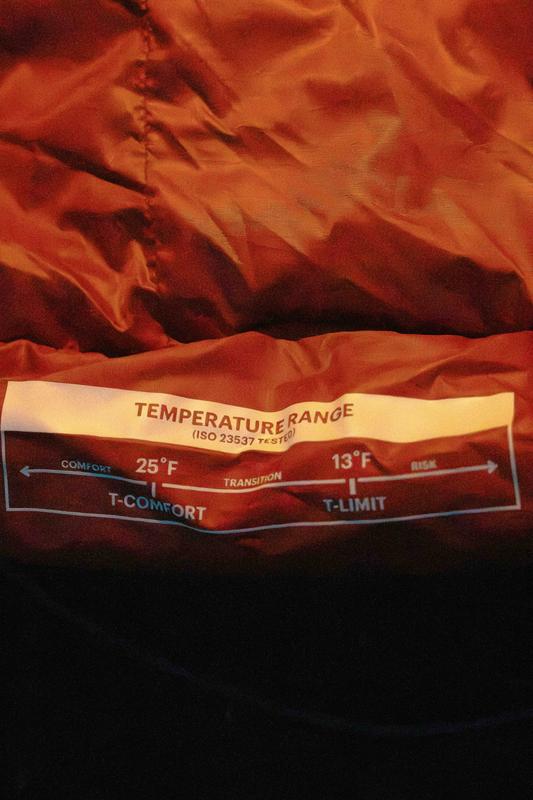 TEMPERATURE RANGE
(ISO 23537 TESTED)
COMFORT 25°F TRANSITION 13°F RISK
T-COMFORT T-LIMIT